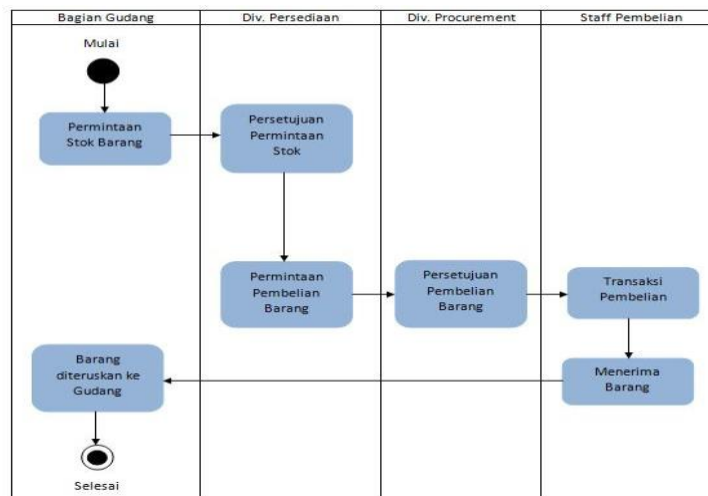 Bagian Gudang
Div. Persediaan
Div. Procurement
Staff Pembelian
Mulai
Permintaan
Stok Barang
Persetujuan
Permintaan
Stok
Permintaan
Pembelian
Barang
Persetujuan
Pembelian
Barang
Transaksi
Pembelian
Menerima
Barang
Barang
diteruskan ke
Gudang
Selesai